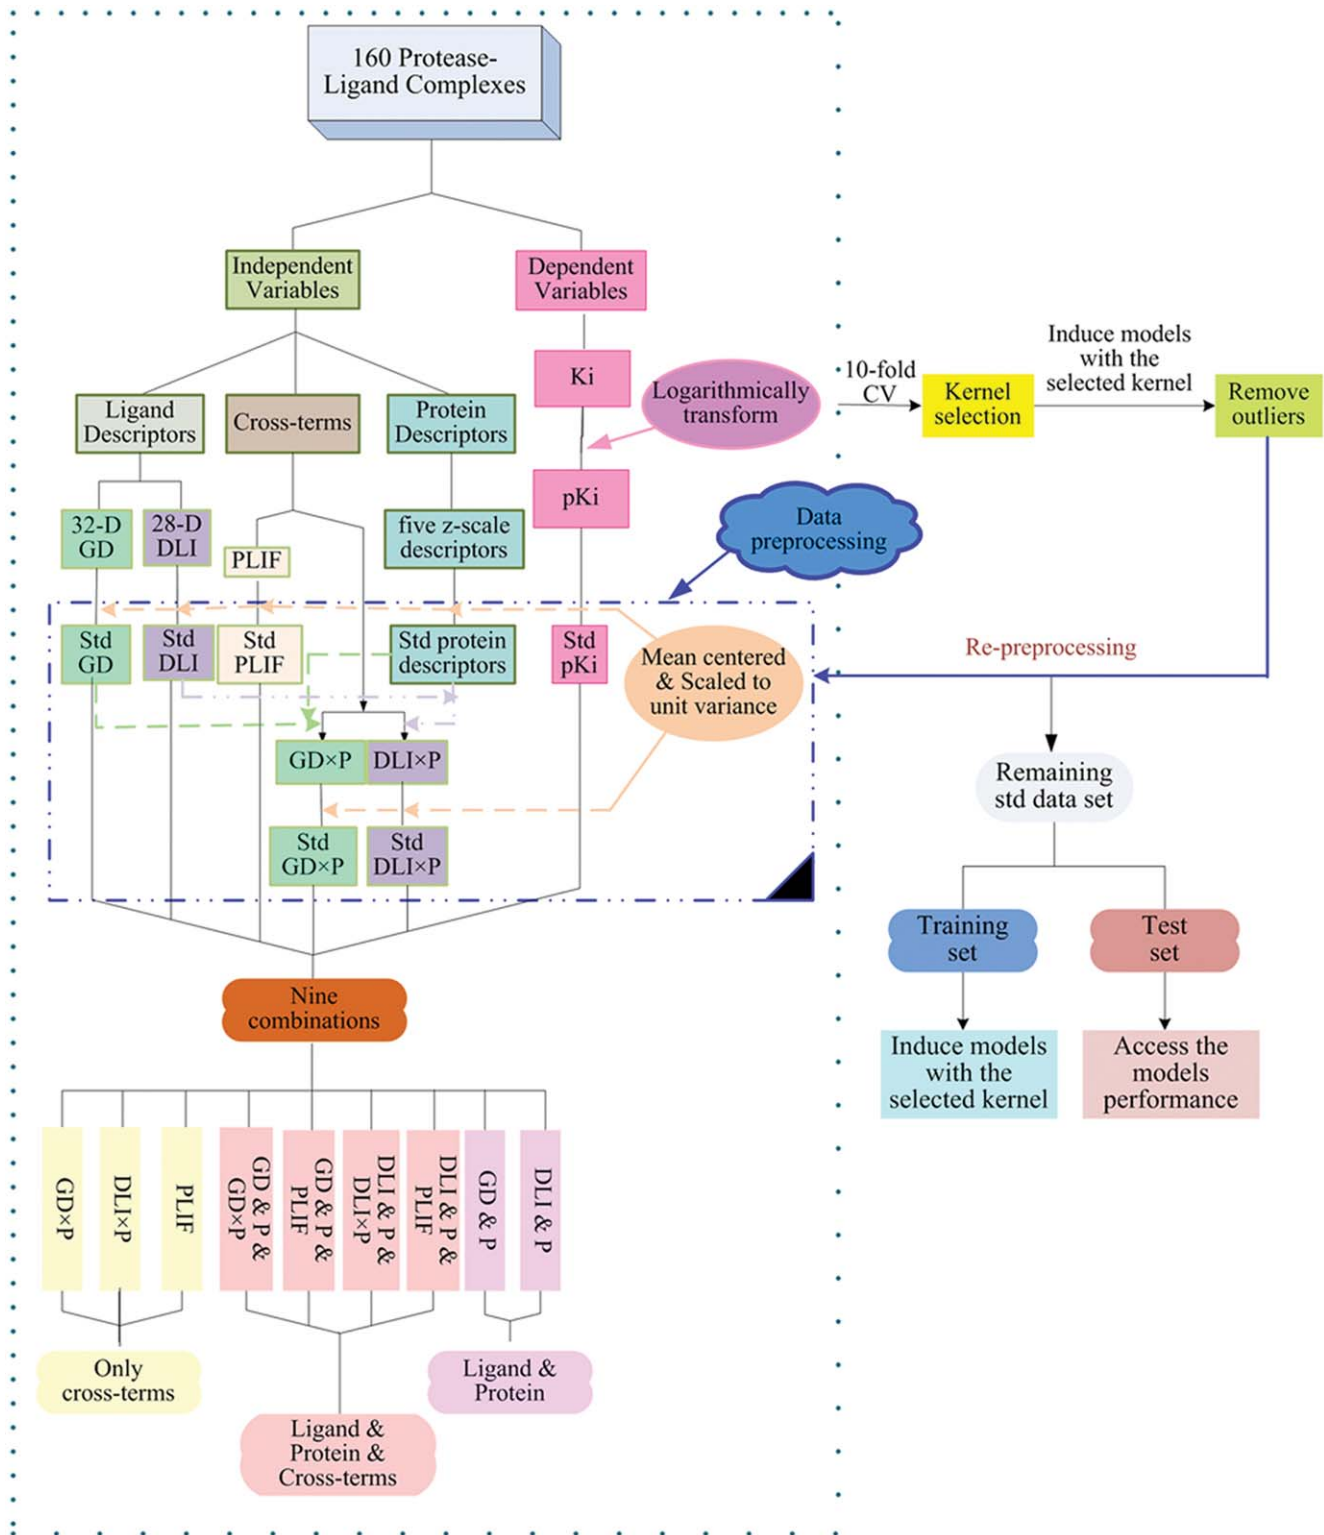 160 Protease-
Ligand Complexes
Independent
Variables
Dependent
Variables
Ki
Logarithmically
transform
pKi
Ligand
Descriptors
Cross-terms
Protein
Descriptors
32-D
GD
28-D
DLI
PLIF
five z-scale
descriptors
Data
preprocessing
Std
GD
Std
DLI
Std
PLIF
Std protein
descriptors
Std
pKi
Mean centered
& Scaled to
unit variance
GD×P
DLI×P
Std
GD×P
Std
DLI×P
Nine
combinations
GD×P
DLI×P
PLIF
GD & P &
GD×P
GD & P &
PLIF
DLI & P &
DLI×P
DLI & P &
PLIF
GD & P
DLI & P
Only
cross-terms
Ligand &
Protein &
Cross-terms
Ligand &
Protein
10-fold
CV
Kernel
selection
Induce models
with the
selected kernel
Remove
outliers
Re-preprocessing
Remaining
std data set
Training
set
Test
set
Induce models
with the
selected kernel
Access the
models
performance